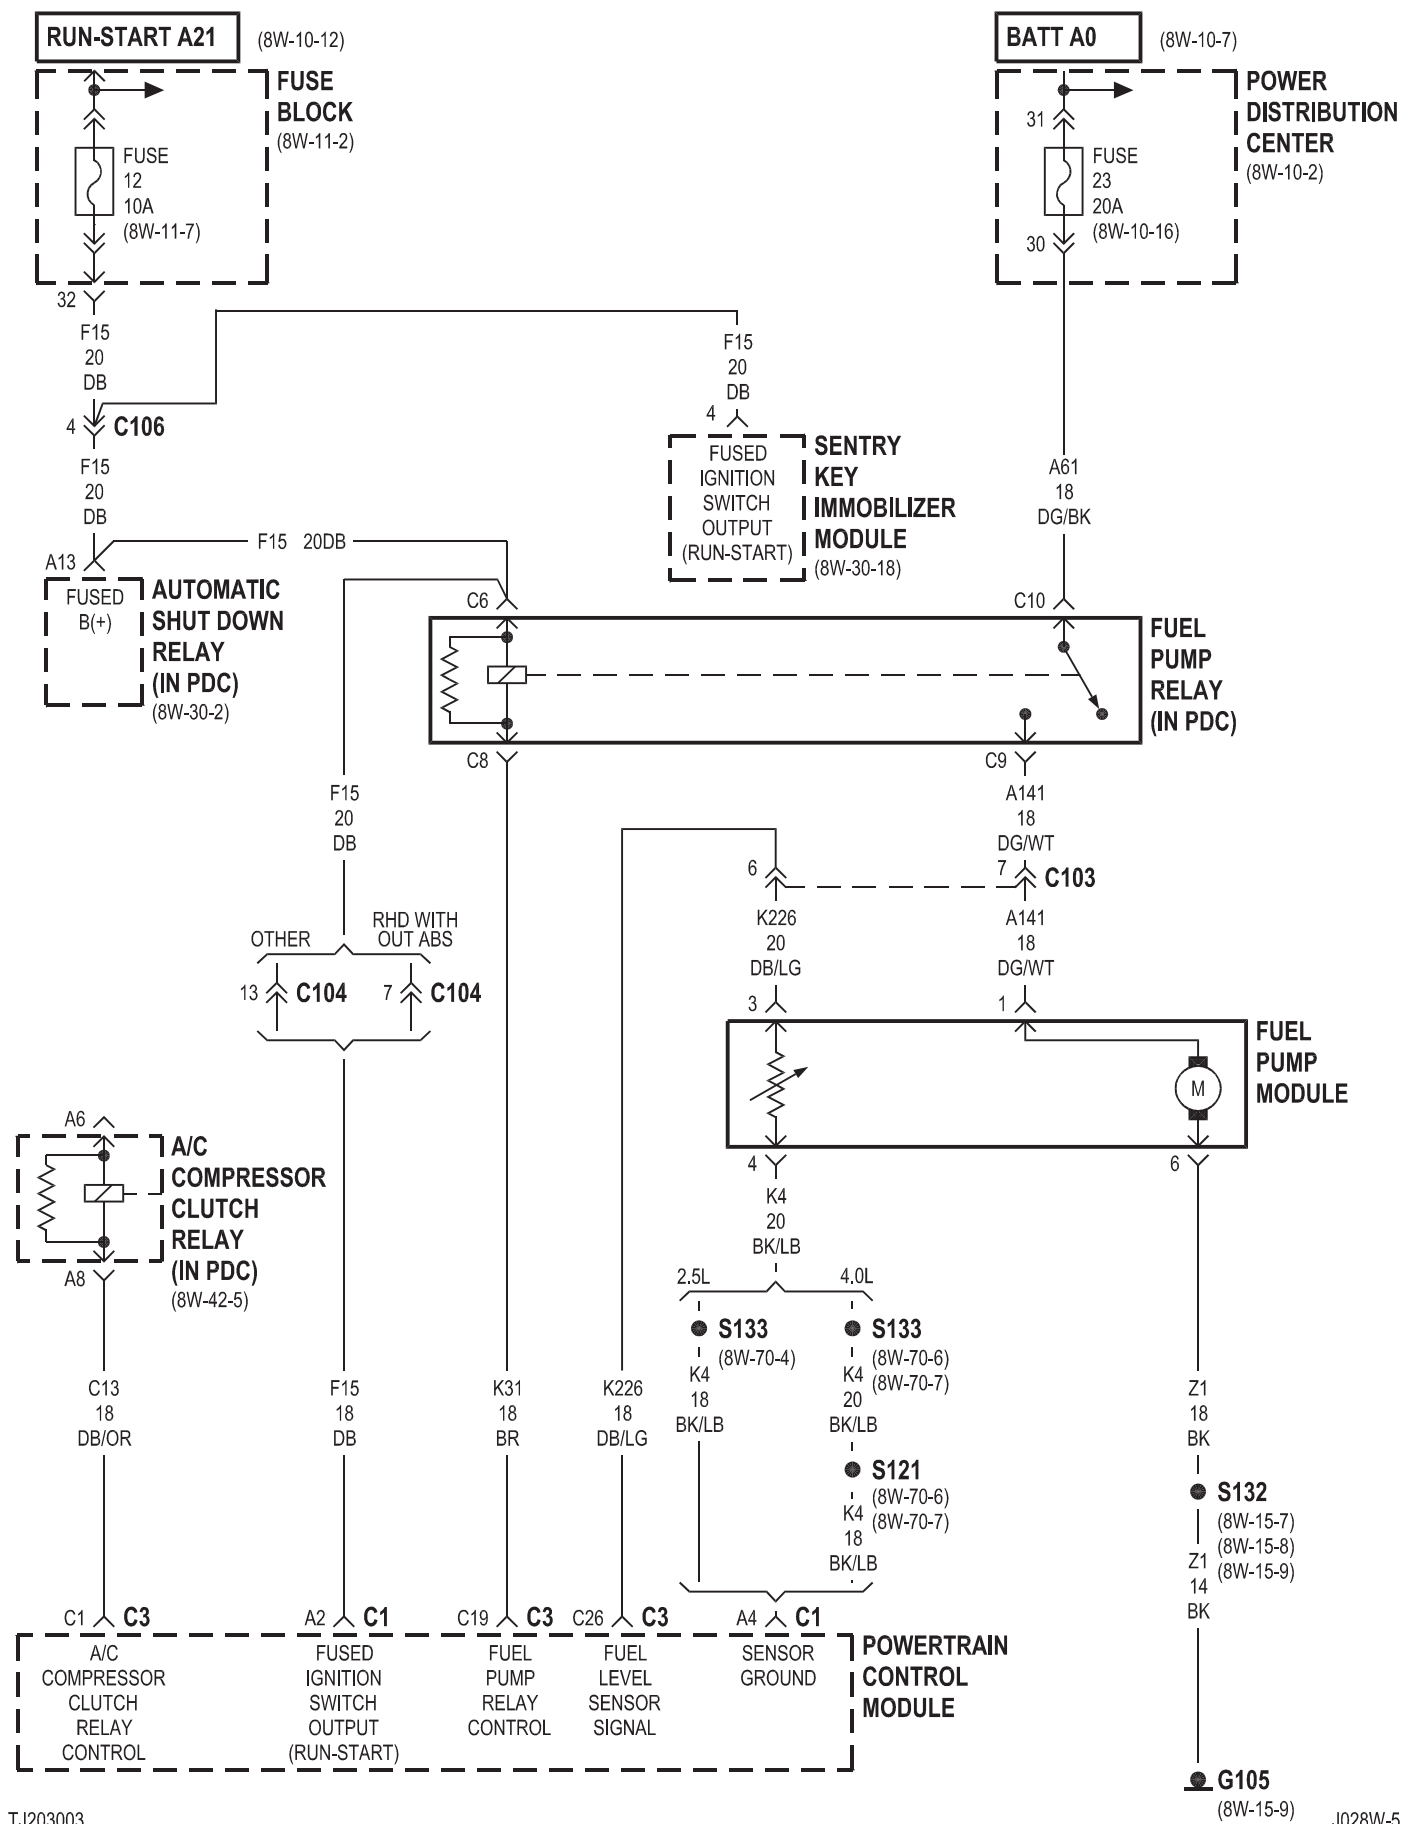 RUN-START A21
(8W-10-12)
BATT A0
(8W-10-7)
FUSE
BLOCK
(8W-11-2)
FUSE
12
10A
(8W-11-7)
POWER
DISTRIBUTION
CENTER
(8W-10-2)
31
FUSE
23
20A
(8W-10-16)
30
32
F15
20
DB
4
C106
F15
20
DB
F15
20
DB
4
FUSED
IGNITION
SWITCH
OUTPUT
(RUN-START)
SENTRY
KEY
IMMOBILIZER
MODULE
(8W-30-18)
A61
18
DG/BK
F15 20DB
A13
FUSED
B(+)
AUTOMATIC
SHUT DOWN
RELAY
(IN PDC)
(8W-30-2)
C6
C10
FUEL
PUMP
RELAY
(IN PDC)
C8
C9
F15
20
DB
A141
18
DG/WT
6
7
C103
K226
20
DB/LG
A141
18
DG/WT
OTHER
RHD WITH
OUT ABS
13
C104
7
C104
3
1
FUEL
PUMP
MODULE
M
4
6
A6
A/C
COMPRESSOR
CLUTCH
RELAY
(IN PDC)
(8W-42-5)
A8
K4
20
BK/LB
2.5L
4.0L
S133
(8W-70-4)
S133
(8W-70-6)
(8W-70-7)
K4
18
BK/LB
K4
20
BK/LB
S121
(8W-70-6)
(8W-70-7)
K4
18
BK/LB
C13
18
DB/OR
F15
18
DB
K31
18
BR
K226
18
DB/LG
Z1
18
BK
S132
(8W-15-7)
(8W-15-8)
(8W-15-9)
Z1
14
BK
C1
C3
A2
C1
C19
C3
C26
C3
A4
C1
A/C
COMPRESSOR
CLUTCH
RELAY
CONTROL
FUSED
IGNITION
SWITCH
OUTPUT
(RUN-START)
FUEL
PUMP
RELAY
CONTROL
FUEL
LEVEL
SENSOR
SIGNAL
SENSOR
GROUND
POWERTRAIN
CONTROL
MODULE
G105
(8W-15-9)
TJ203003
J028W-5